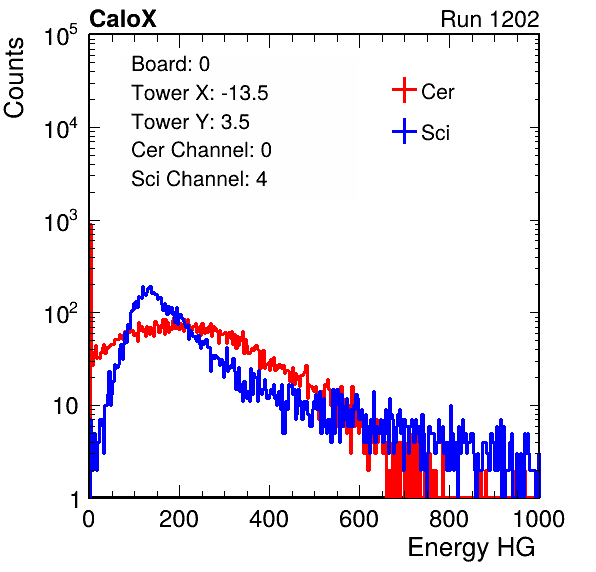 CaloX Run 1202
Counts
Board: 0
Tower X: -13.5
Tower Y: 3.5
Cer Channel: 0
Sci Channel: 4
Cer
Sci
10^5
10^4
10^3
10^2
10
1
0 200 400 600 800 1000
Energy HG